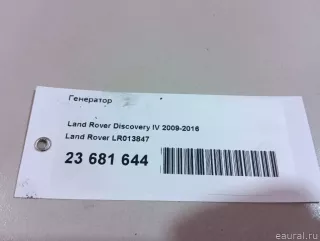 Генератор
Land Rover Discovery IV 2009-2016
Land Rover LR013847
23 681 644
eaural.ru